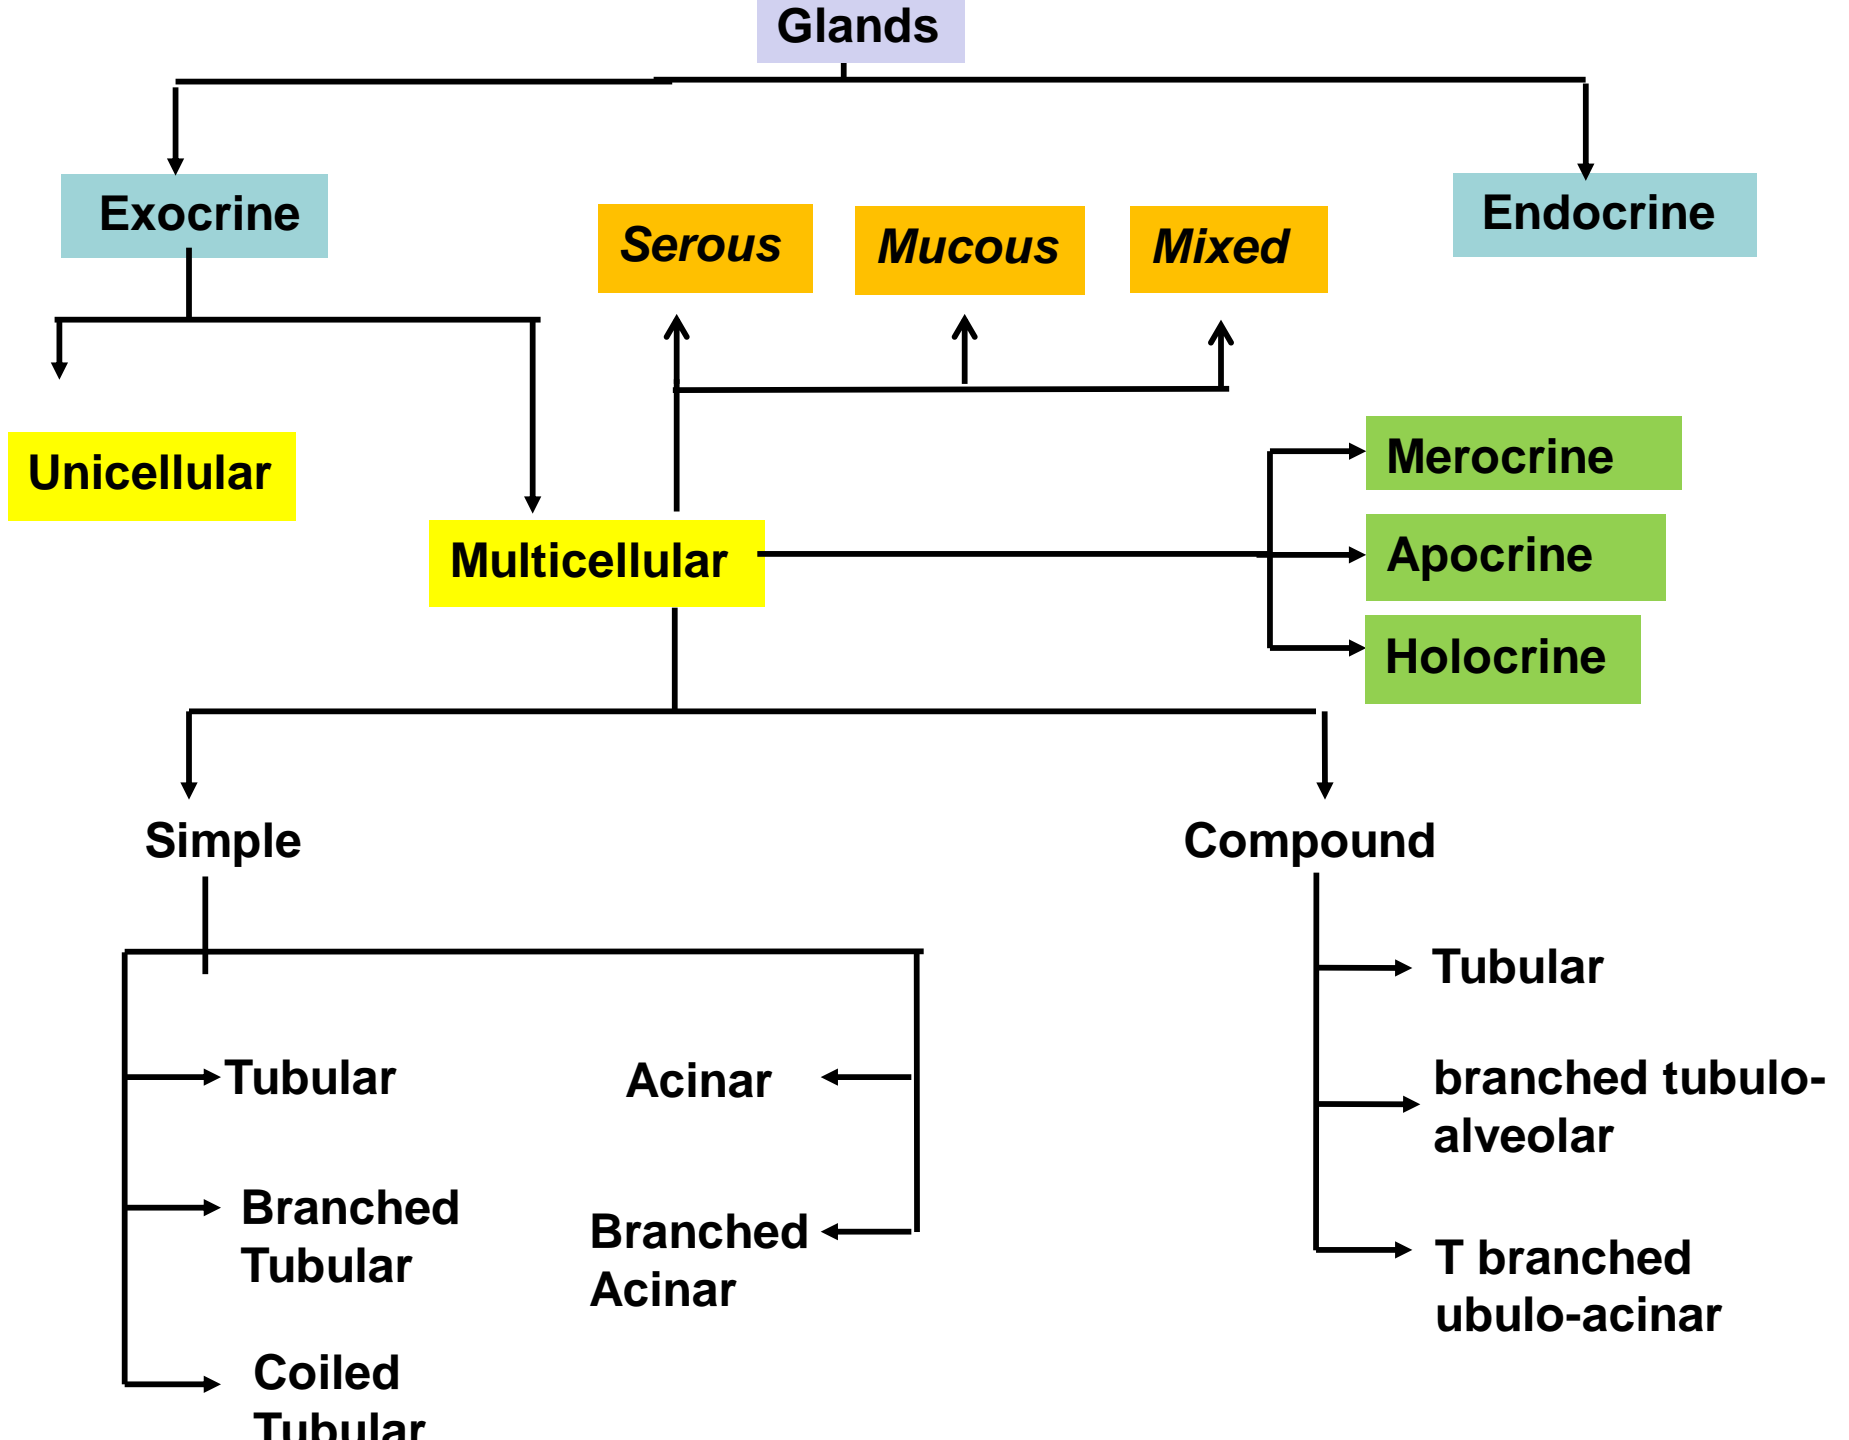 Glands
Exocrine
Endocrine
Serous
Mucous
Mixed
Unicellular
Multicellular
Merocrine
Apocrine
Holocrine
Simple
Compound
Tubular
Branched
Tubular
Coiled
Tubular
Acinar
Branched
Acinar
Tubular
branched tubulo-
alveolar
T branched
ubulo-acinar